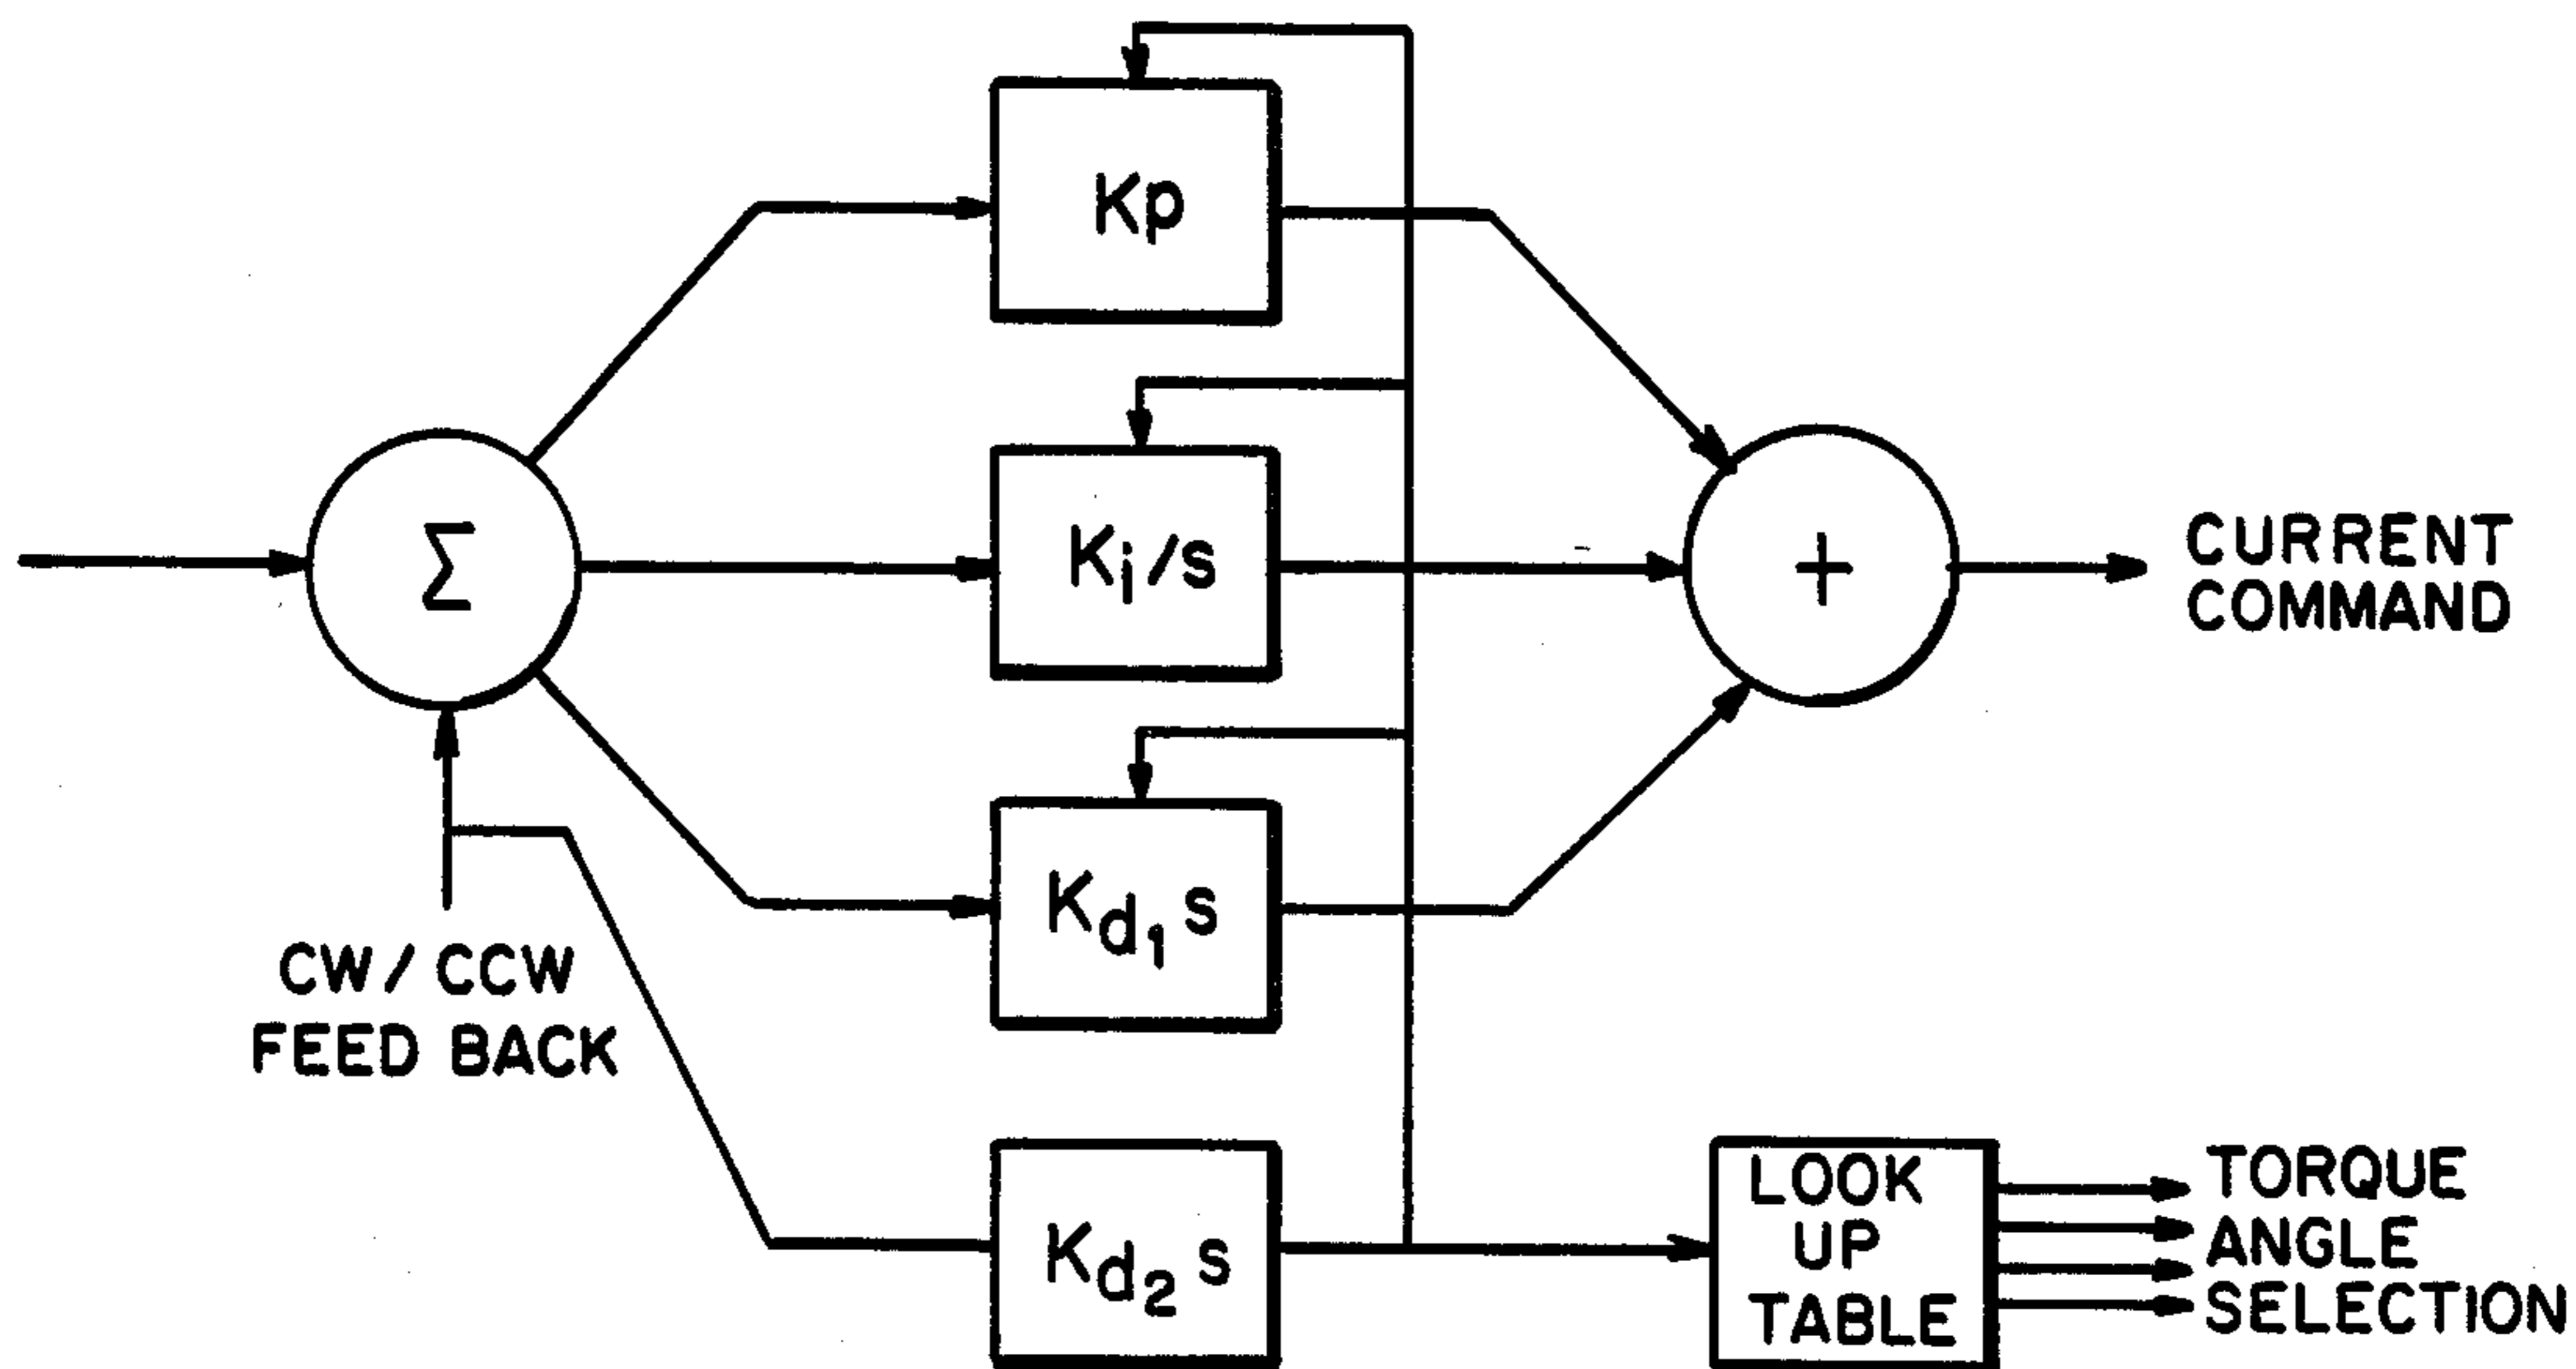 Kp
Σ
Ki/s
+
CURRENT
COMMAND
Kd1 s
CW/CCW
FEED BACK
Kd2 s
LOOK
UP
TABLE
TORQUE
ANGLE
SELECTION